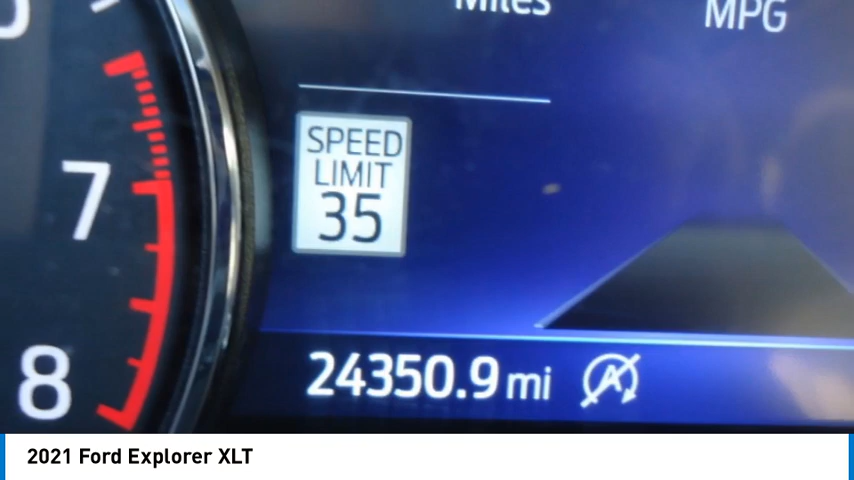 Miles
MPG
SPEED
LIMIT
35
7
24350.9 mi
8
2021 Ford Explorer XLT